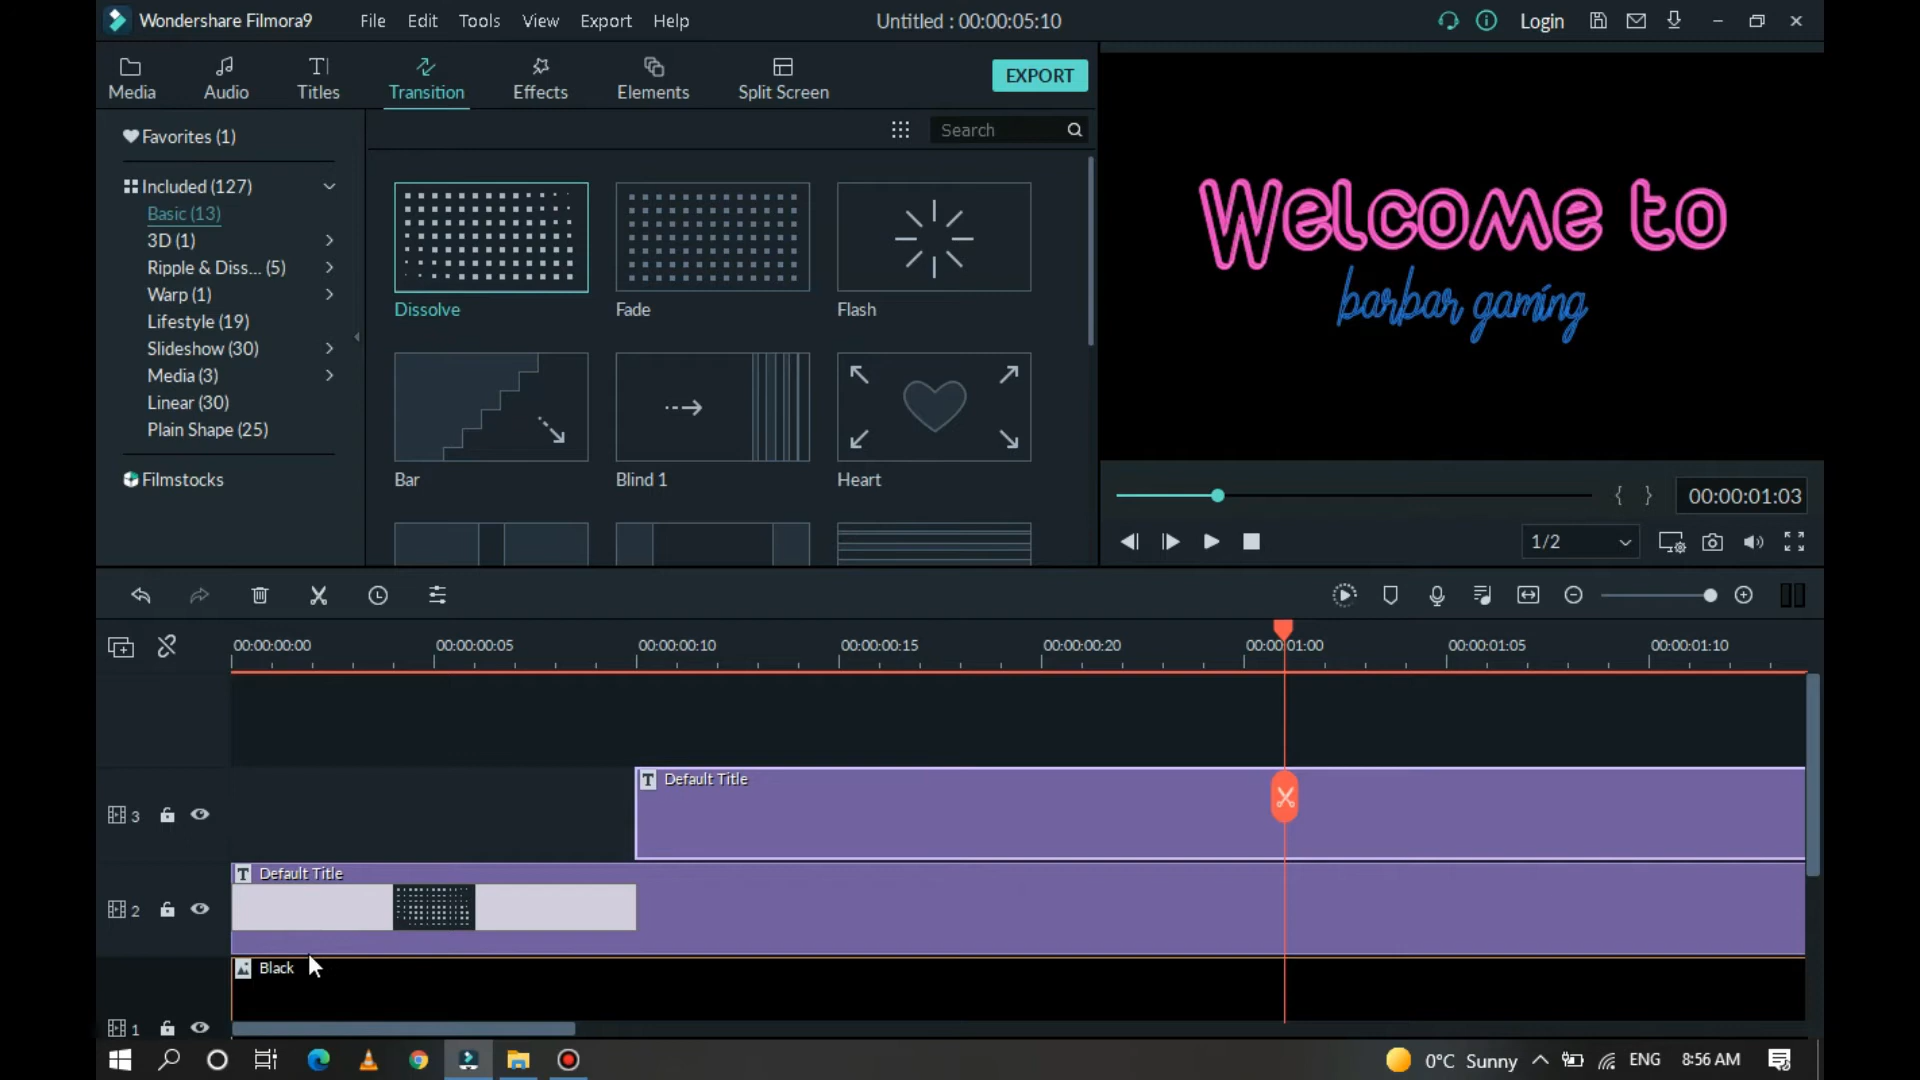 Wondershare Filmora9 File Edit Tools View Export Help Untitled : 00:00:05:10 Login
Media Audio Titles Transition Effects Elements Split Screen EXPORT
Favorites (1)
Search
Included (127)
Basic (13)
3D (1)
Ripple & Diss... (5)
Warp (1)
Lifestyle (19)
Slideshow (30)
Media (3)
Linear (30)
Plain Shape (25)
Filmstocks
Dissolve Fade Flash
Bar Blind 1 Heart
Welcome to
barbar gaming
00:00:01:03
1/2
00:00:00:00 00:00:00:05 00:00:00:10 00:00:00:15 00:00:00:20 00:00:01:00 00:00:01:05 00:00:01:10
T Default Title
3
T Default Title
2
Black
1
0°C Sunny ENG 8:56 AM